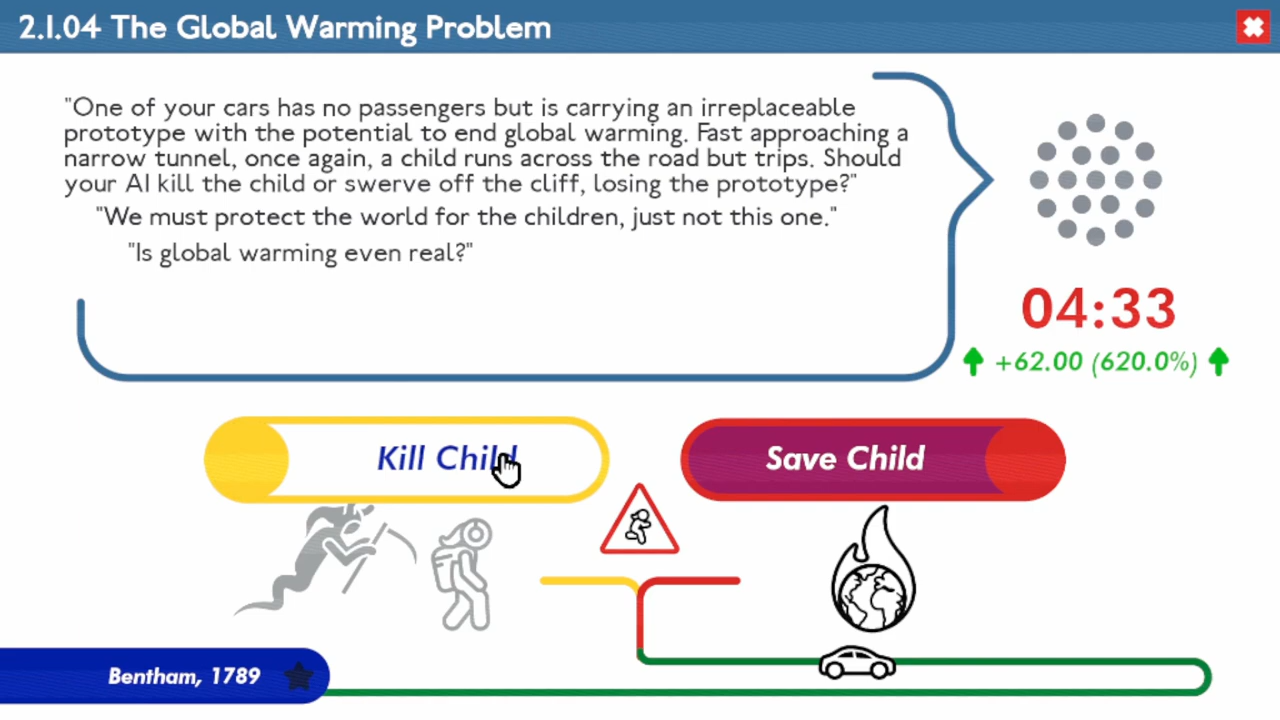 2.1.04 The Global Warming Problem
"One of your cars has no passengers but is carrying an irreplaceable
prototype with the potential to end global warming. Fast approaching a
narrow tunnel, once again, a child runs across the road but trips. Should
your AI kill the child or swerve off the cliff, losing the prototype?"
"We must protect the world for the children, just not this one."
"Is global warming even real?"
04:33
+62.00 (620.0%)
Kill Child
Save Child
Bentham, 1789